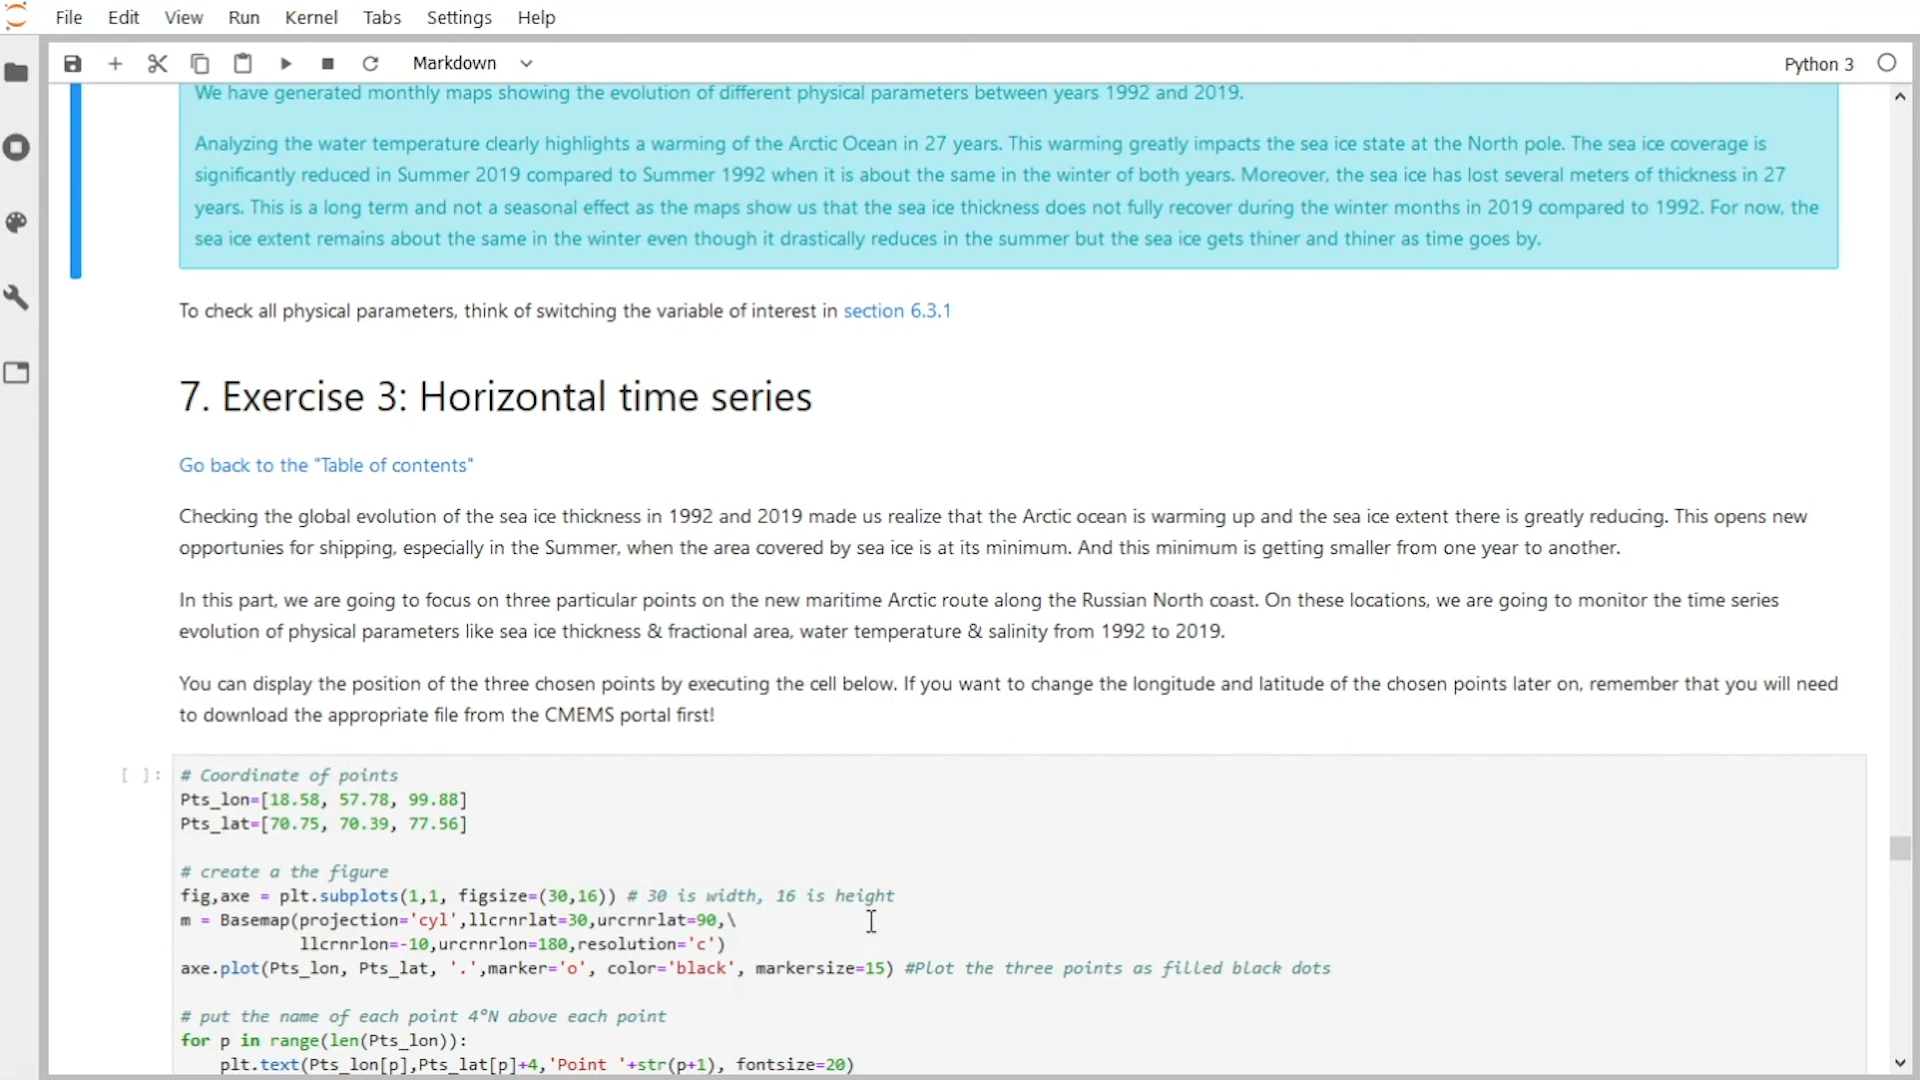 File Edit View Run Kernel Tabs Settings Help
Markdown
Python 3
We have generated monthly maps showing the evolution of different physical parameters between years 1992 and 2019.
Analyzing the water temperature clearly highlights a warming of the Arctic Ocean in 27 years. This warming greatly impacts the sea ice state at the North pole. The sea ice coverage is
significantly reduced in Summer 2019 compared to Summer 1992 when it is about the same in the winter of both years. Moreover, the sea ice has lost several meters of thickness in 27
years. This is a long term and not a seasonal effect as the maps show us that the sea ice thickness does not fully recover during the winter months in 2019 compared to 1992. For now, the
sea ice extent remains about the same in the winter even though it drastically reduces in the summer but the sea ice gets thiner and thiner as time goes by.
To check all physical parameters, think of switching the variable of interest in section 6.3.1
7. Exercise 3: Horizontal time series
Go back to the "Table of contents"
Checking the global evolution of the sea ice thickness in 1992 and 2019 made us realize that the Arctic ocean is warming up and the sea ice extent there is greatly reducing. This opens new
opportunies for shipping, especially in the Summer, when the area covered by sea ice is at its minimum. And this minimum is getting smaller from one year to another.
In this part, we are going to focus on three particular points on the new maritime Arctic route along the Russian North coast. On these locations, we are going to monitor the time series
evolution of physical parameters like sea ice thickness & fractional area, water temperature & salinity from 1992 to 2019.
You can display the position of the three chosen points by executing the cell below. If you want to change the longitude and latitude of the chosen points later on, remember that you will need
to download the appropriate file from the CMEMS portal first!
[ ]: # Coordinate of points
Pts_lon=[18.58, 57.78, 99.88]
Pts_lat=[70.75, 70.39, 77.56]
# create a the figure
fig,axe = plt.subplots(1,1, figsize=(30,16)) # 30 is width, 16 is height
m = Basemap(projection='cyl',llcrnrlat=30,urcrnrlat=90,\
llcrnrlon=-10,urcrnrlon=180,resolution='c')
axe.plot(Pts_lon, Pts_lat, '.',marker='o', color='black', markersize=15) #Plot the three points as filled black dots
# put the name of each point 4°N above each point
for p in range(len(Pts_lon)):
plt.text(Pts_lon[p],Pts_lat[p]+4,'Point '+str(p+1), fontsize=20)